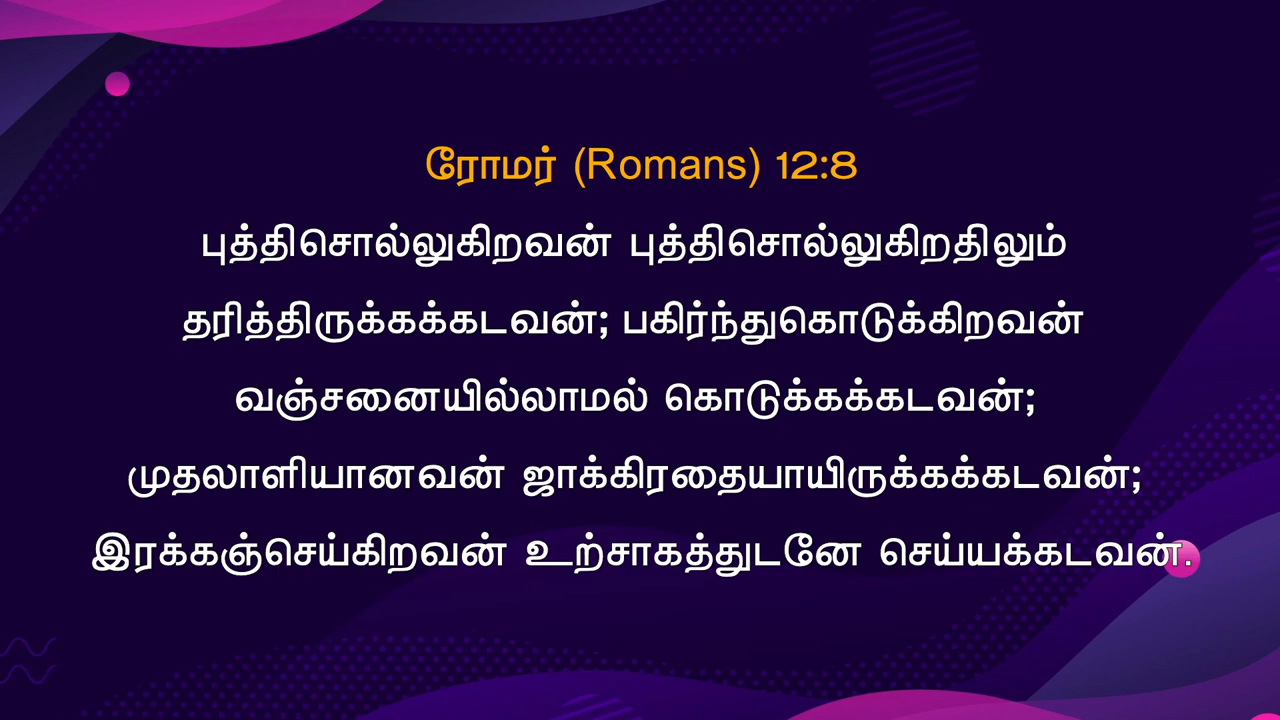 ரோமர் (Romans) 12:8
புத்திசொல்லுகிறவன் புத்திசொல்லுகிறதிலும்
தரித்திருக்கக்கடவன்; பகிர்ந்துகொடுக்கிறவன்
வஞ்சனையில்லாமல் கொடுக்கக்கடவன்;
முதலாளியானவன் ஜாக்கிரதையாயிருக்கக்கடவன்;
இரக்கஞ்செய்கிறவன் உற்சாகத்துடனே செய்யக்கடவன்.